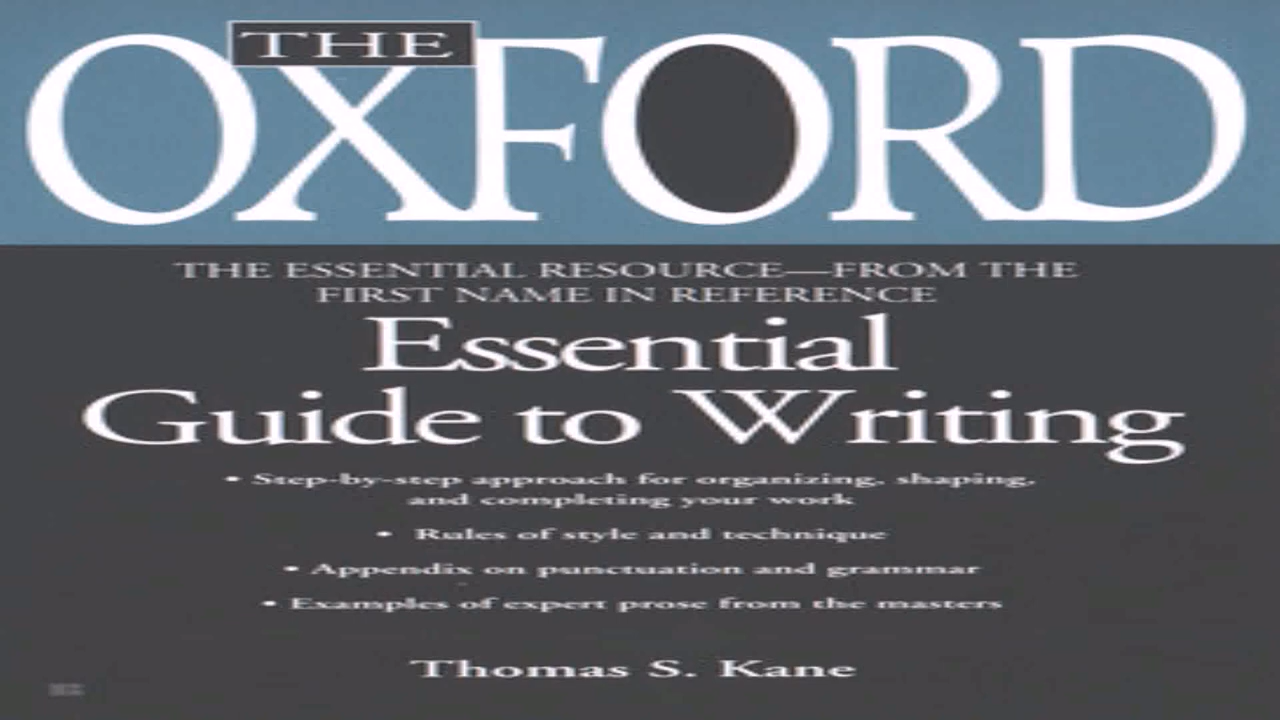 THE
OXFORD
THE ESSENTIAL RESOURCE—FROM THE
FIRST NAME IN REFERENCE
Essential
Guide to Writing
• Step-by-step approach for organizing, shaping,
and completing your work
• Rules of style and technique
• Appendix on punctuation and grammar
• Examples of expert prose from the masters
Thomas S. Kane